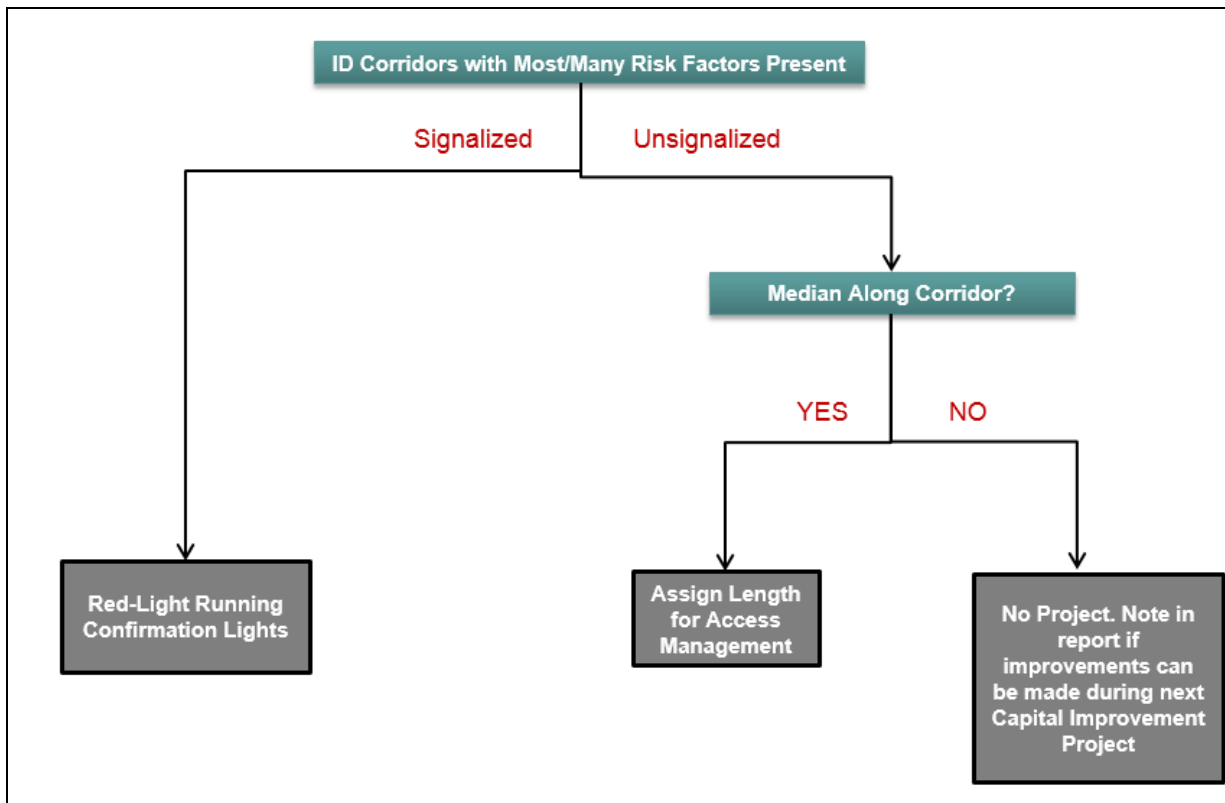 ID Corridors with Most/Many Risk Factors Present
Signalized
Unsignalized
Median Along Corridor?
YES
NO
Red-Light Running
Confirmation Lights
Assign Length
for Access
Management
No Project. Note in
report if
improvements can
be made during next
Capital Improvement
Project